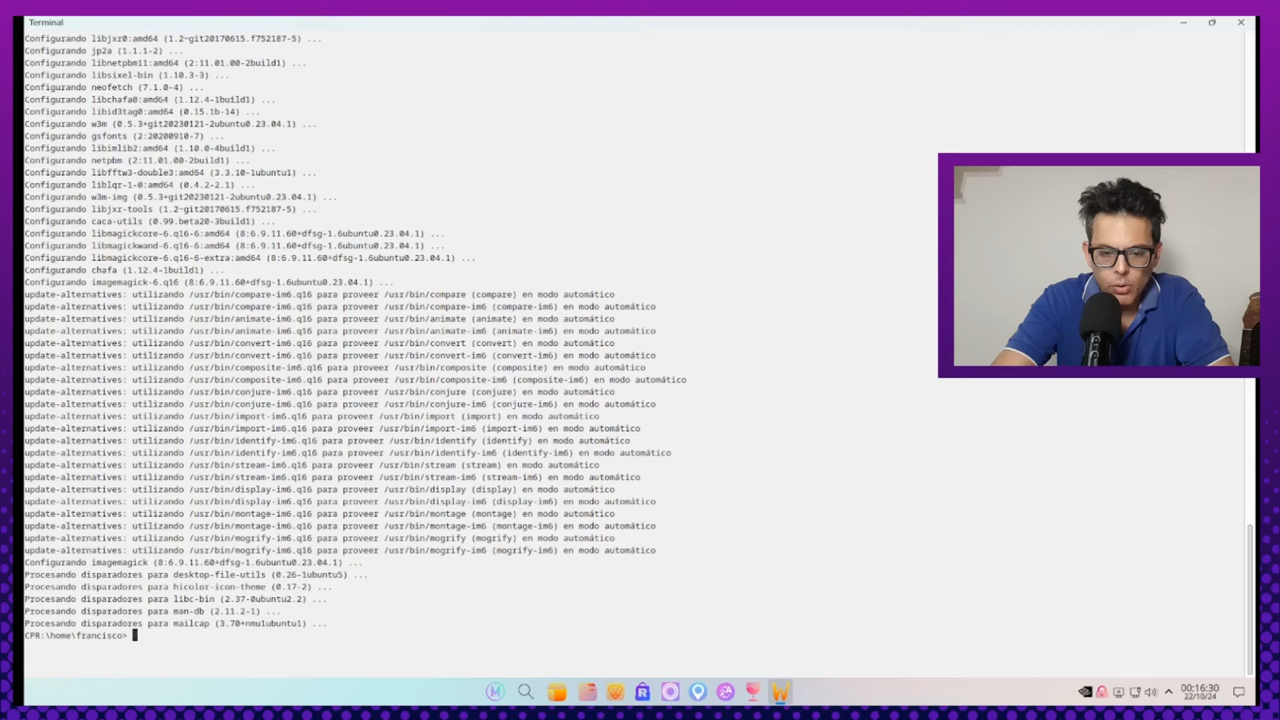 Terminal
Configurando libjxr0:amd64 (1.2~git20170615.f752187-5) ...
Configurando jp2a (1.1.1-2) ...
Configurando libnetpbm11:amd64 (2:11.01.00-2build1) ...
Configurando libsixel-bin (1.10.3-3) ...
Configurando neofetch (7.1.0-4) ...
Configurando libchafa0:amd64 (1.12.4-1build1) ...
Configurando libid3tag0:amd64 (0.15.1b-14) ...
Configurando w3m (0.5.3+git20230121-2ubuntu0.23.04.1) ...
Configurando gsfonts (2:20200910-7) ...
Configurando libimlib2:amd64 (1.10.0-4build1) ...
Configurando netpbm (2:11.01.00-2build1) ...
Configurando libfftw3-double3:amd64 (3.3.10-1ubuntu1) ...
Configurando liblqr-1-0:amd64 (0.4.2-2.1) ...
Configurando w3m-img (0.5.3+git20230121-2ubuntu0.23.04.1) ...
Configurando libjxr-tools (1.2~git20170615.f752187-5) ...
Configurando caca-utils (0.99.beta20-3build1) ...
Configurando libmagickcore-6.q16-6:amd64 (8:6.9.11.60+dfsg-1.6ubuntu0.23.04.1) ...
Configurando libmagickwand-6.q16-6:amd64 (8:6.9.11.60+dfsg-1.6ubuntu0.23.04.1) ...
Configurando libmagickcore-6.q16-6-extra:amd64 (8:6.9.11.60+dfsg-1.6ubuntu0.23.04.1) ...
Configurando chafa (1.12.4-1build1) ...
Configurando imagemagick-6.q16 (8:6.9.11.60+dfsg-1.6ubuntu0.23.04.1) ...
update-alternatives: utilizando /usr/bin/compare-im6.q16 para proveer /usr/bin/compare (compare) en modo automático
update-alternatives: utilizando /usr/bin/compare-im6.q16 para proveer /usr/bin/compare-im6 (compare-im6) en modo automático
update-alternatives: utilizando /usr/bin/animate-im6.q16 para proveer /usr/bin/animate (animate) en modo automático
update-alternatives: utilizando /usr/bin/animate-im6.q16 para proveer /usr/bin/animate-im6 (animate-im6) en modo automático
update-alternatives: utilizando /usr/bin/convert-im6.q16 para proveer /usr/bin/convert (convert) en modo automático
update-alternatives: utilizando /usr/bin/convert-im6.q16 para proveer /usr/bin/convert-im6 (convert-im6) en modo automático
update-alternatives: utilizando /usr/bin/composite-im6.q16 para proveer /usr/bin/composite (composite) en modo automático
update-alternatives: utilizando /usr/bin/composite-im6.q16 para proveer /usr/bin/composite-im6 (composite-im6) en modo automático
update-alternatives: utilizando /usr/bin/conjure-im6.q16 para proveer /usr/bin/conjure (conjure) en modo automático
update-alternatives: utilizando /usr/bin/conjure-im6.q16 para proveer /usr/bin/conjure-im6 (conjure-im6) en modo automático
update-alternatives: utilizando /usr/bin/import-im6.q16 para proveer /usr/bin/import (import) en modo automático
update-alternatives: utilizando /usr/bin/import-im6.q16 para proveer /usr/bin/import-im6 (import-im6) en modo automático
update-alternatives: utilizando /usr/bin/identify-im6.q16 para proveer /usr/bin/identify (identify) en modo automático
update-alternatives: utilizando /usr/bin/identify-im6.q16 para proveer /usr/bin/identify-im6 (identify-im6) en modo automático
update-alternatives: utilizando /usr/bin/stream-im6.q16 para proveer /usr/bin/stream (stream) en modo automático
update-alternatives: utilizando /usr/bin/stream-im6.q16 para proveer /usr/bin/stream-im6 (stream-im6) en modo automático
update-alternatives: utilizando /usr/bin/display-im6.q16 para proveer /usr/bin/display (display) en modo automático
update-alternatives: utilizando /usr/bin/display-im6.q16 para proveer /usr/bin/display-im6 (display-im6) en modo automático
update-alternatives: utilizando /usr/bin/montage-im6.q16 para proveer /usr/bin/montage (montage) en modo automático
update-alternatives: utilizando /usr/bin/montage-im6.q16 para proveer /usr/bin/montage-im6 (montage-im6) en modo automático
update-alternatives: utilizando /usr/bin/mogrify-im6.q16 para proveer /usr/bin/mogrify (mogrify) en modo automático
update-alternatives: utilizando /usr/bin/mogrify-im6.q16 para proveer /usr/bin/mogrify-im6 (mogrify-im6) en modo automático
Configurando imagemagick (8:6.9.11.60+dfsg-1.6ubuntu0.23.04.1) ...
Procesando disparadores para desktop-file-utils (0.26-1ubuntu5) ...
Procesando disparadores para hicolor-icon-theme (0.17-2) ...
Procesando disparadores para libc-bin (2.37-0ubuntu2.2) ...
Procesando disparadores para man-db (2.11.2-1) ...
Procesando disparadores para mailcap (3.70+nmu1ubuntu1) ...
CPR:\home\francisco>
00:16:30
22/10/24